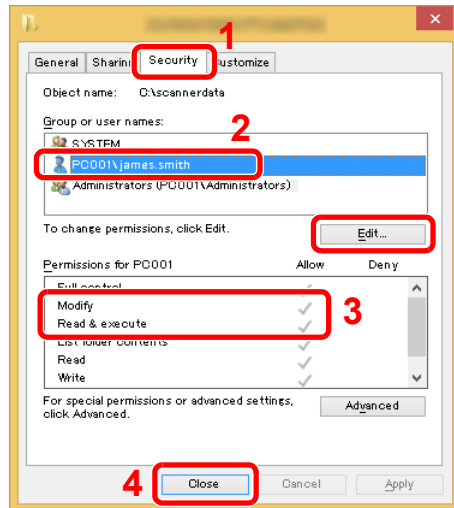 1
General Sharin Security ustomize
Object name: C:\scannerdata
Group or user names:
2
SYSTEM
PC001\james.smith
Administrators (PC001\Administrators)
To change permissions, click Edit.
Edit...
Permissions for PC001 Allow Deny
Full control
Modify
Read & execute
3
List folder contents
Read
Write
For special permissions or advanced settings,
click Advanced.
Advanced
4
Close Cancel Apply